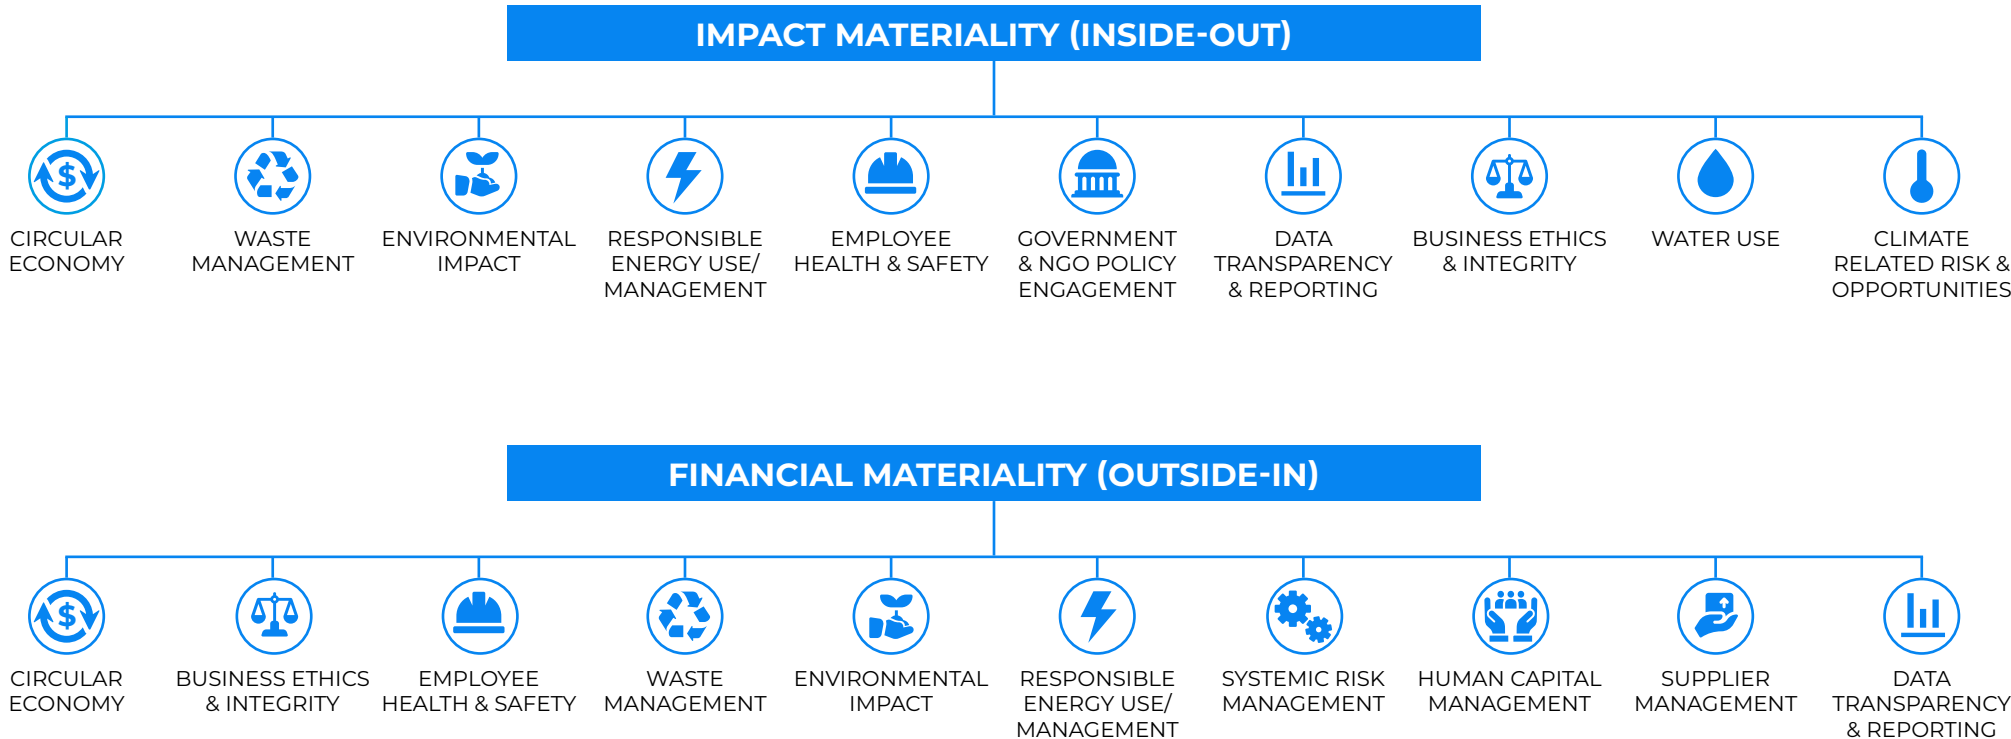 IMPACT MATERIALITY (INSIDE-OUT)
CIRCULAR
ECONOMY
WASTE
MANAGEMENT
ENVIRONMENTAL
IMPACT
RESPONSIBLE
ENERGY USE/
MANAGEMENT
EMPLOYEE
HEALTH & SAFETY
GOVERNMENT
& NGO POLICY
ENGAGEMENT
DATA
TRANSPARENCY
& REPORTING
BUSINESS ETHICS
& INTEGRITY
WATER USE
CLIMATE
RELATED RISK &
OPPORTUNITIES
FINANCIAL MATERIALITY (OUTSIDE-IN)
CIRCULAR
ECONOMY
BUSINESS ETHICS
& INTEGRITY
EMPLOYEE
HEALTH & SAFETY
WASTE
MANAGEMENT
ENVIRONMENTAL
IMPACT
RESPONSIBLE
ENERGY USE/
MANAGEMENT
SYSTEMIC RISK
MANAGEMENT
HUMAN CAPITAL
MANAGEMENT
SUPPLIER
MANAGEMENT
DATA
TRANSPARENCY
& REPORTING